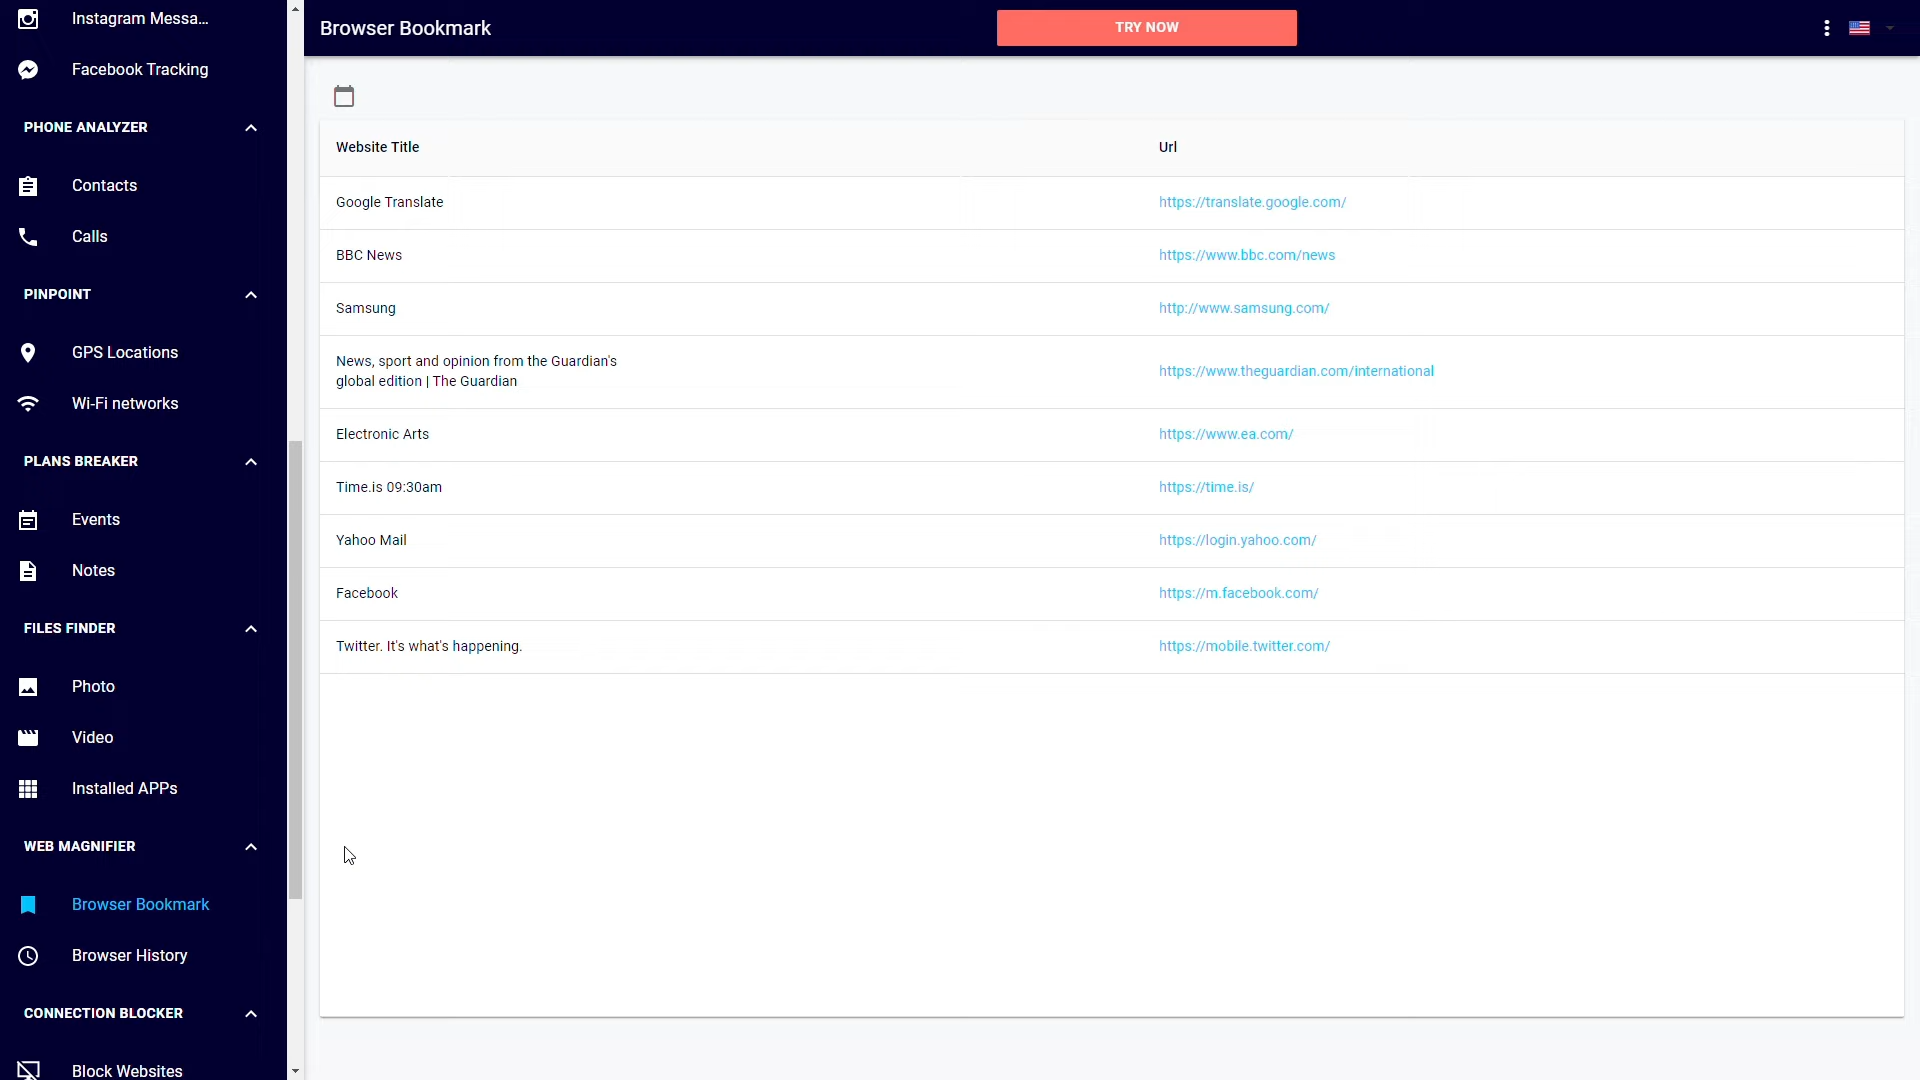 Instagram Messa...
Facebook Tracking
PHONE ANALYZER
Contacts
Calls
PINPOINT
GPS Locations
Wi-Fi networks
PLANS BREAKER
Events
Notes
FILES FINDER
Photo
Video
Installed APPs
WEB MAGNIFIER
Browser Bookmark
Browser History
CONNECTION BLOCKER
Block Websites
Browser Bookmark
TRY NOW
Website Title Url
Google Translate https://translate.google.com/
BBC News https://www.bbc.com/news
Samsung http://www.samsung.com/
News, sport and opinion from the Guardian's
global edition | The Guardian https://www.theguardian.com/international
Electronic Arts https://www.ea.com/
Time.is 09:30am https://time.is/
Yahoo Mail https://login.yahoo.com/
Facebook https://m.facebook.com/
Twitter. It's what's happening. https://mobile.twitter.com/